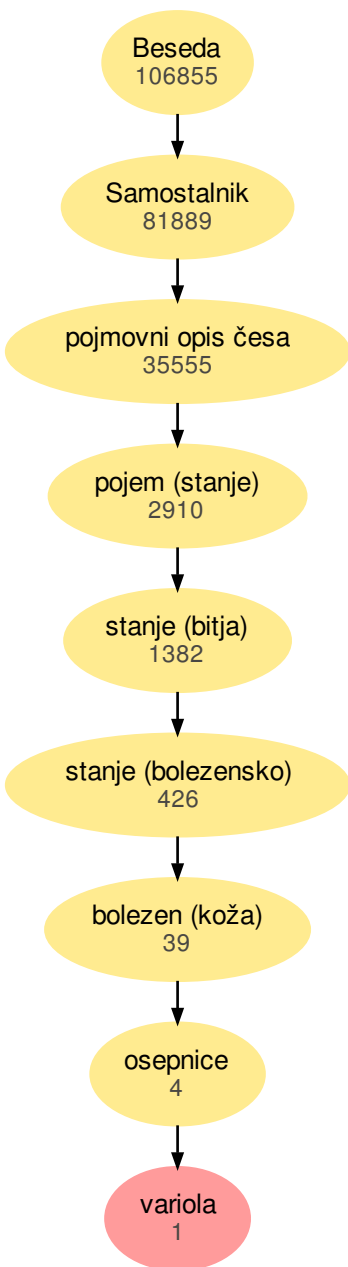 Beseda
106855
Samostalnik
81889
pojmovni opis česa
35555
pojem (stanje)
2910
stanje (bitja)
1382
stanje (bolezensko)
426
bolezen (koža)
39
osepnice
4
variola
1